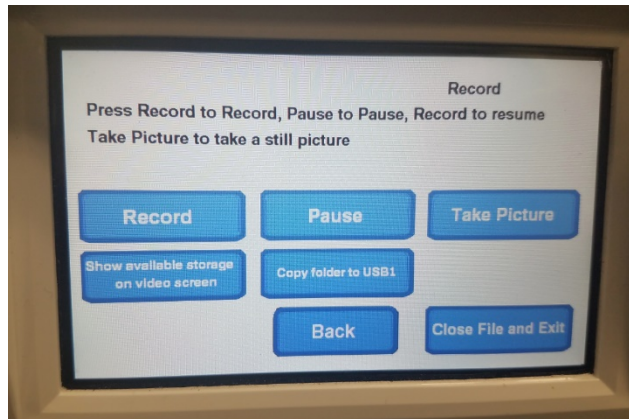 Record
Press Record to Record, Pause to Pause, Record to resume
Take Picture to take a still picture
Record
Pause
Take Picture
Show available storage
on video screen
Copy folder to USB1
Back
Close File and Exit